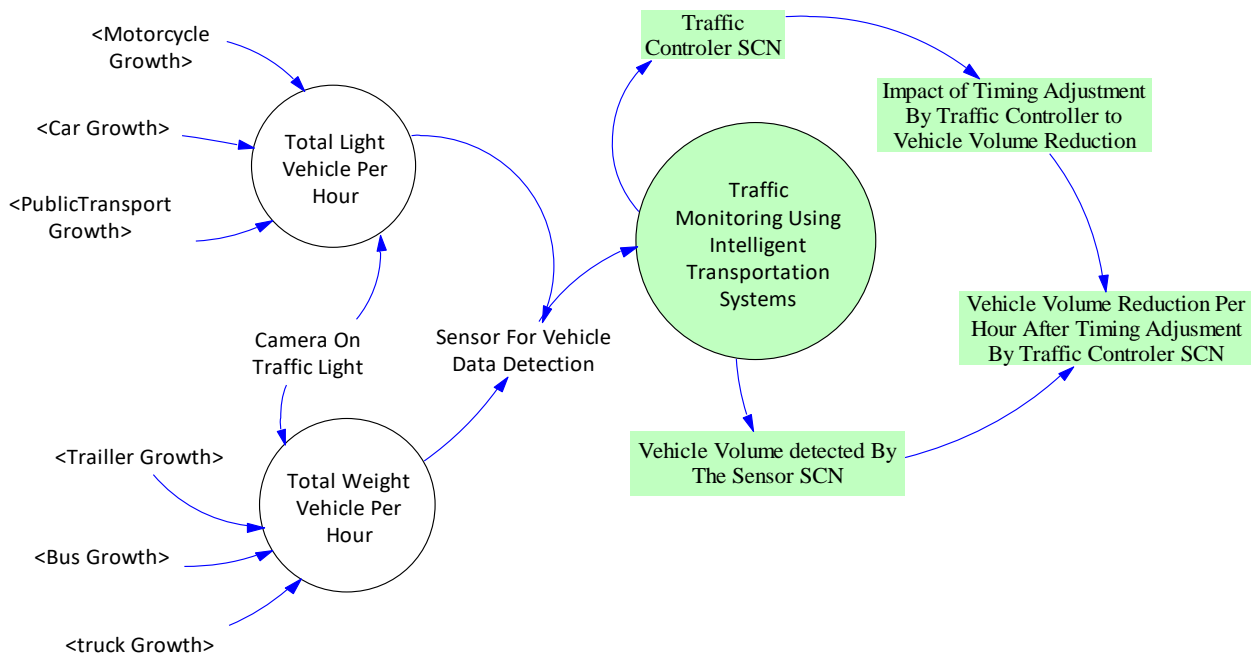 <Motorcycle
Growth>
<Car Growth>
<PublicTransport
Growth>
Total Light
Vehicle Per
Hour
Camera On
Traffic Light
<Trailler Growth>
<Bus Growth>
<truck Growth>
Total Weight
Vehicle Per
Hour
Sensor For Vehicle
Data Detection
Traffic
Monitoring Using
Intelligent
Transportation
Systems
Traffic
Controler SCN
Impact of Timing Adjustment
By Traffic Controller to
Vehicle Volume Reduction
Vehicle Volume Reduction Per
Hour After Timing Adjusment
By Traffic Controler SCN
Vehicle Volume detected By
The Sensor SCN